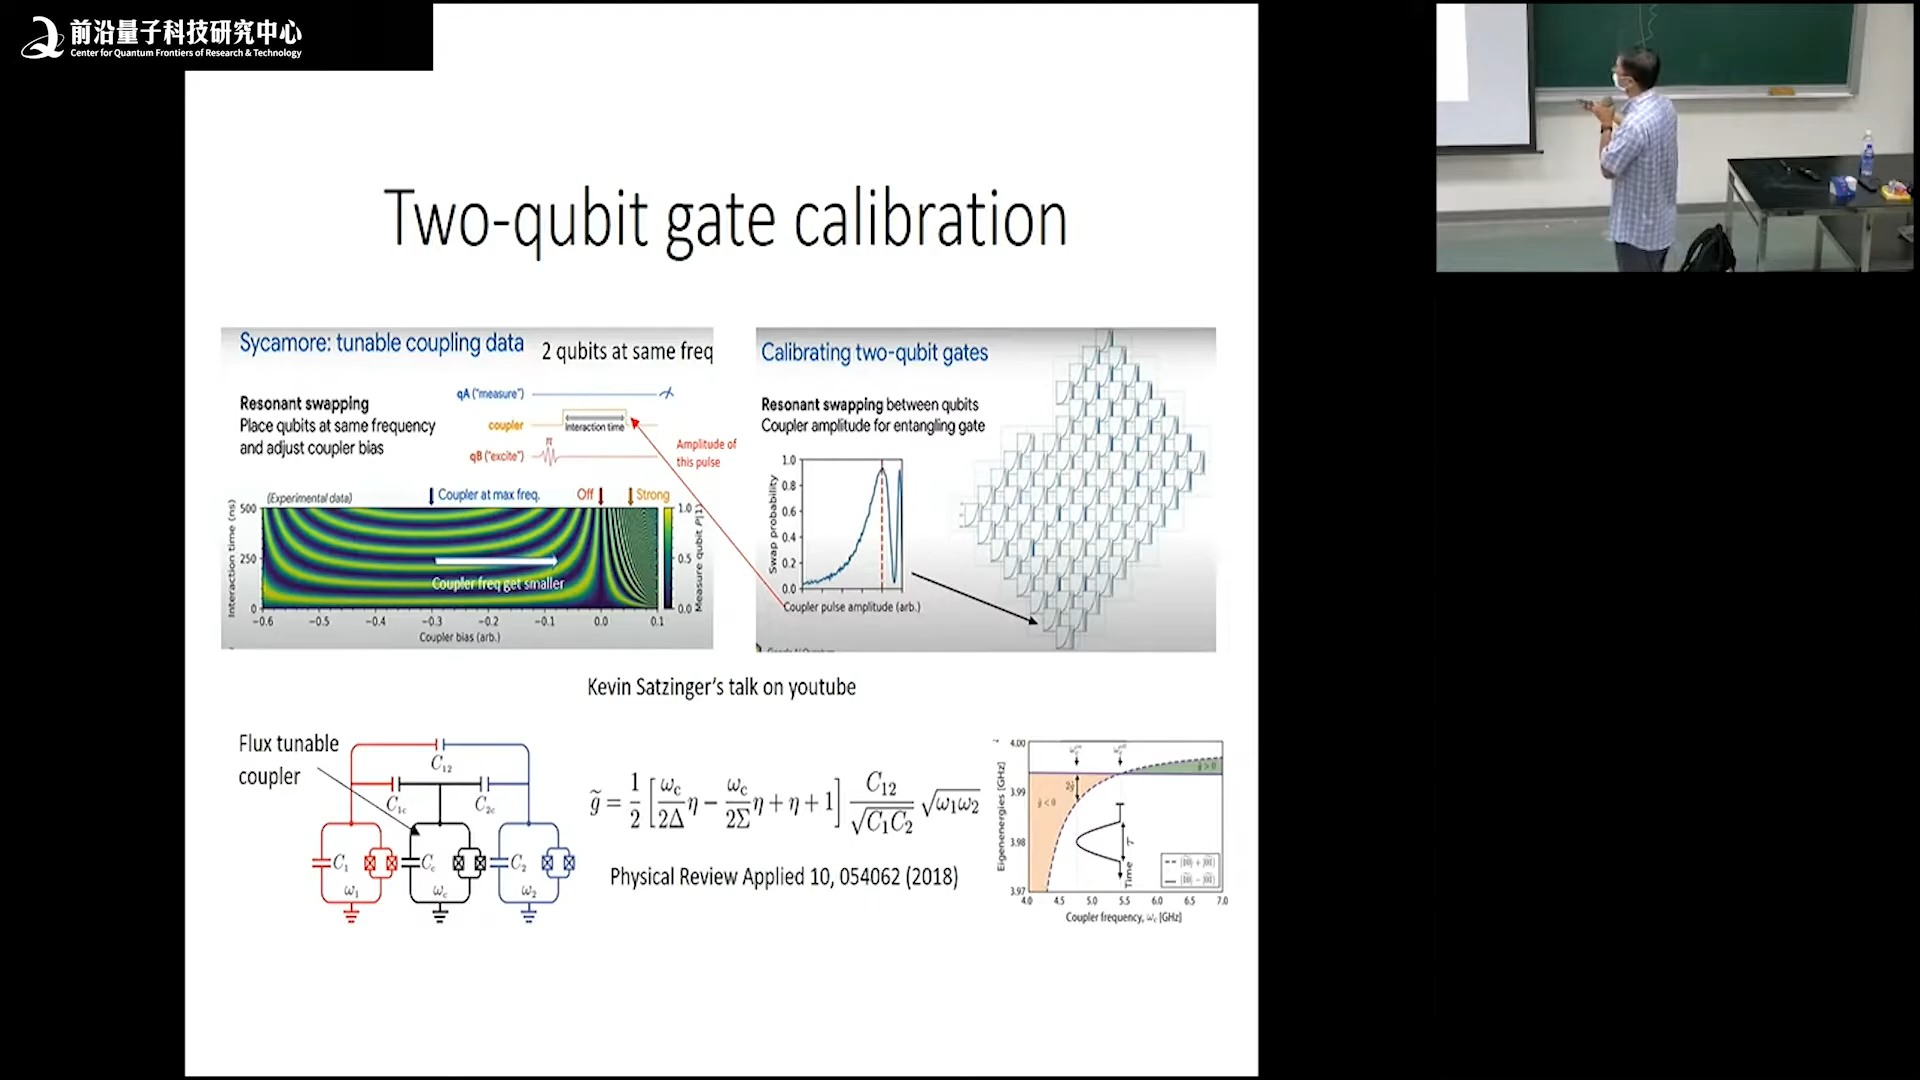 前沿量子科技研究中心
Center for Quantum Frontiers of Research & Technology
Two-qubit gate calibration
Sycamore: tunable coupling data
2 qubits at same freq
Resonant swapping
Place qubits at same frequency
and adjust coupler bias
qA ("measure")
coupler
Interaction time
π
qB ("excite")
Amplitude of
this pulse
(Experimental data)
Coupler at max freq.
Off
Strong
Interaction time (ns)
500
250
0
Coupler freq get smaller
1.0
0.5
0.0
Measure qubit P(1)
−0.6 −0.5 −0.4 −0.3 −0.2 −0.1 0.0 0.1
Coupler bias (arb.)
Calibrating two-qubit gates
Resonant swapping between qubits
Coupler amplitude for entangling gate
Swap probability
1.0
0.8
0.6
0.4
0.2
0.0
Coupler pulse amplitude (arb.)
Kevin Satzinger's talk on youtube
Flux tunable
coupler
C₁₂
C₁c C₂c
C₁ Cc C₂
ω₁ ωc ω₂
g̃ = 1/2 [ωc/2Δ η − ωc/2Σ η + η + 1] C₁₂/√C₁C₂ √ω₁ω₂
Physical Review Applied 10, 054062 (2018)
Eigenenergies [GHz]
4.00
3.99
3.98
3.97
2g̃
g̃ < 0
g̃ > 0
Time
τ
4.0 4.5 5.0 5.5 6.0 6.5 7.0
Coupler frequency, ωc [GHz]